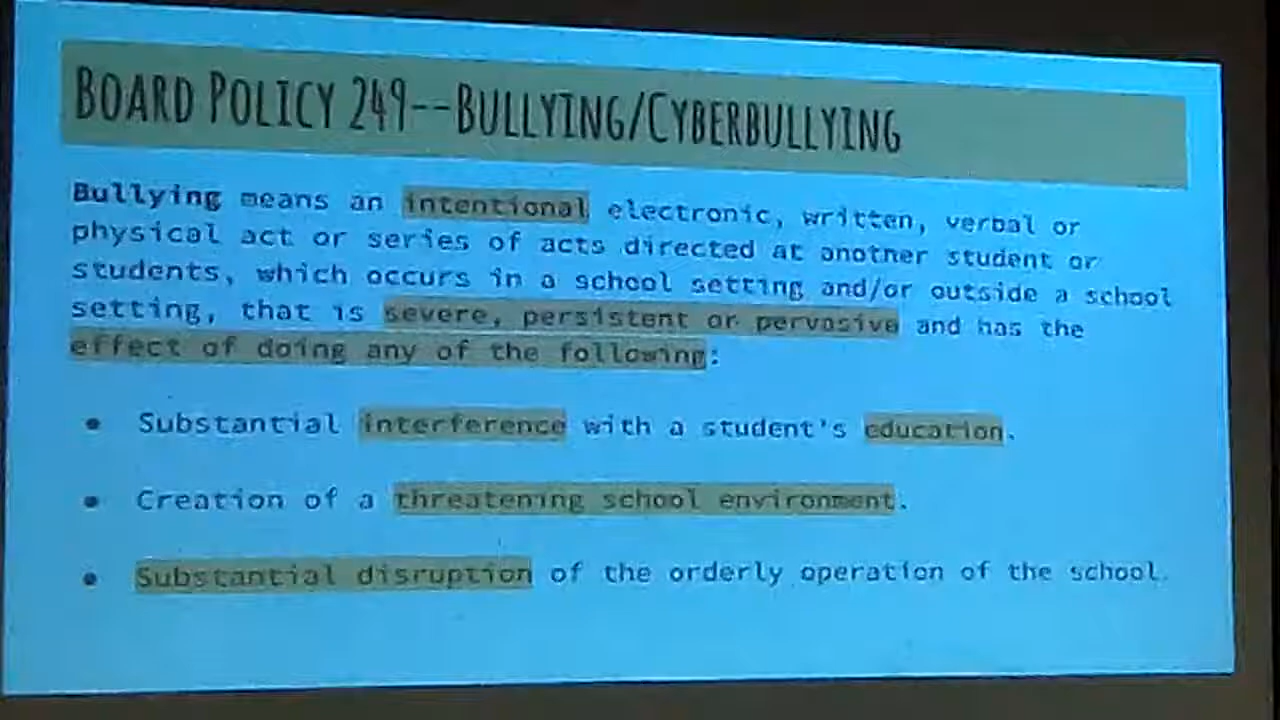 BOARD POLICY 249--BULLYING/CYBERBULLYING
Bullying means an intentional electronic, written, verbal or
physical act or series of acts directed at another student or
students, which occurs in a school setting and/or outside a school
setting, that is severe, persistent or pervasive and has the
effect of doing any of the following:
• Substantial interference with a student's education.
• Creation of a threatening school environment.
• Substantial disruption of the orderly operation of the school.